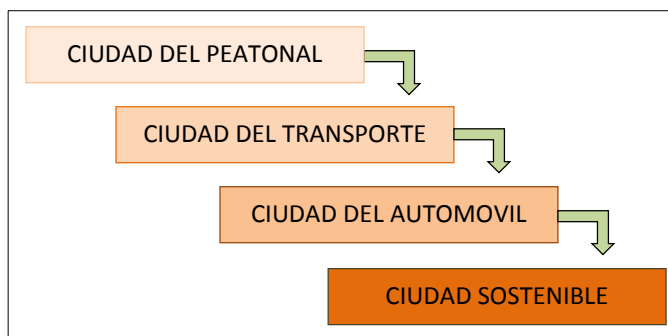 CIUDAD DEL PEATONAL
CIUDAD DEL TRANSPORTE
CIUDAD DEL AUTOMOVIL
CIUDAD SOSTENIBLE